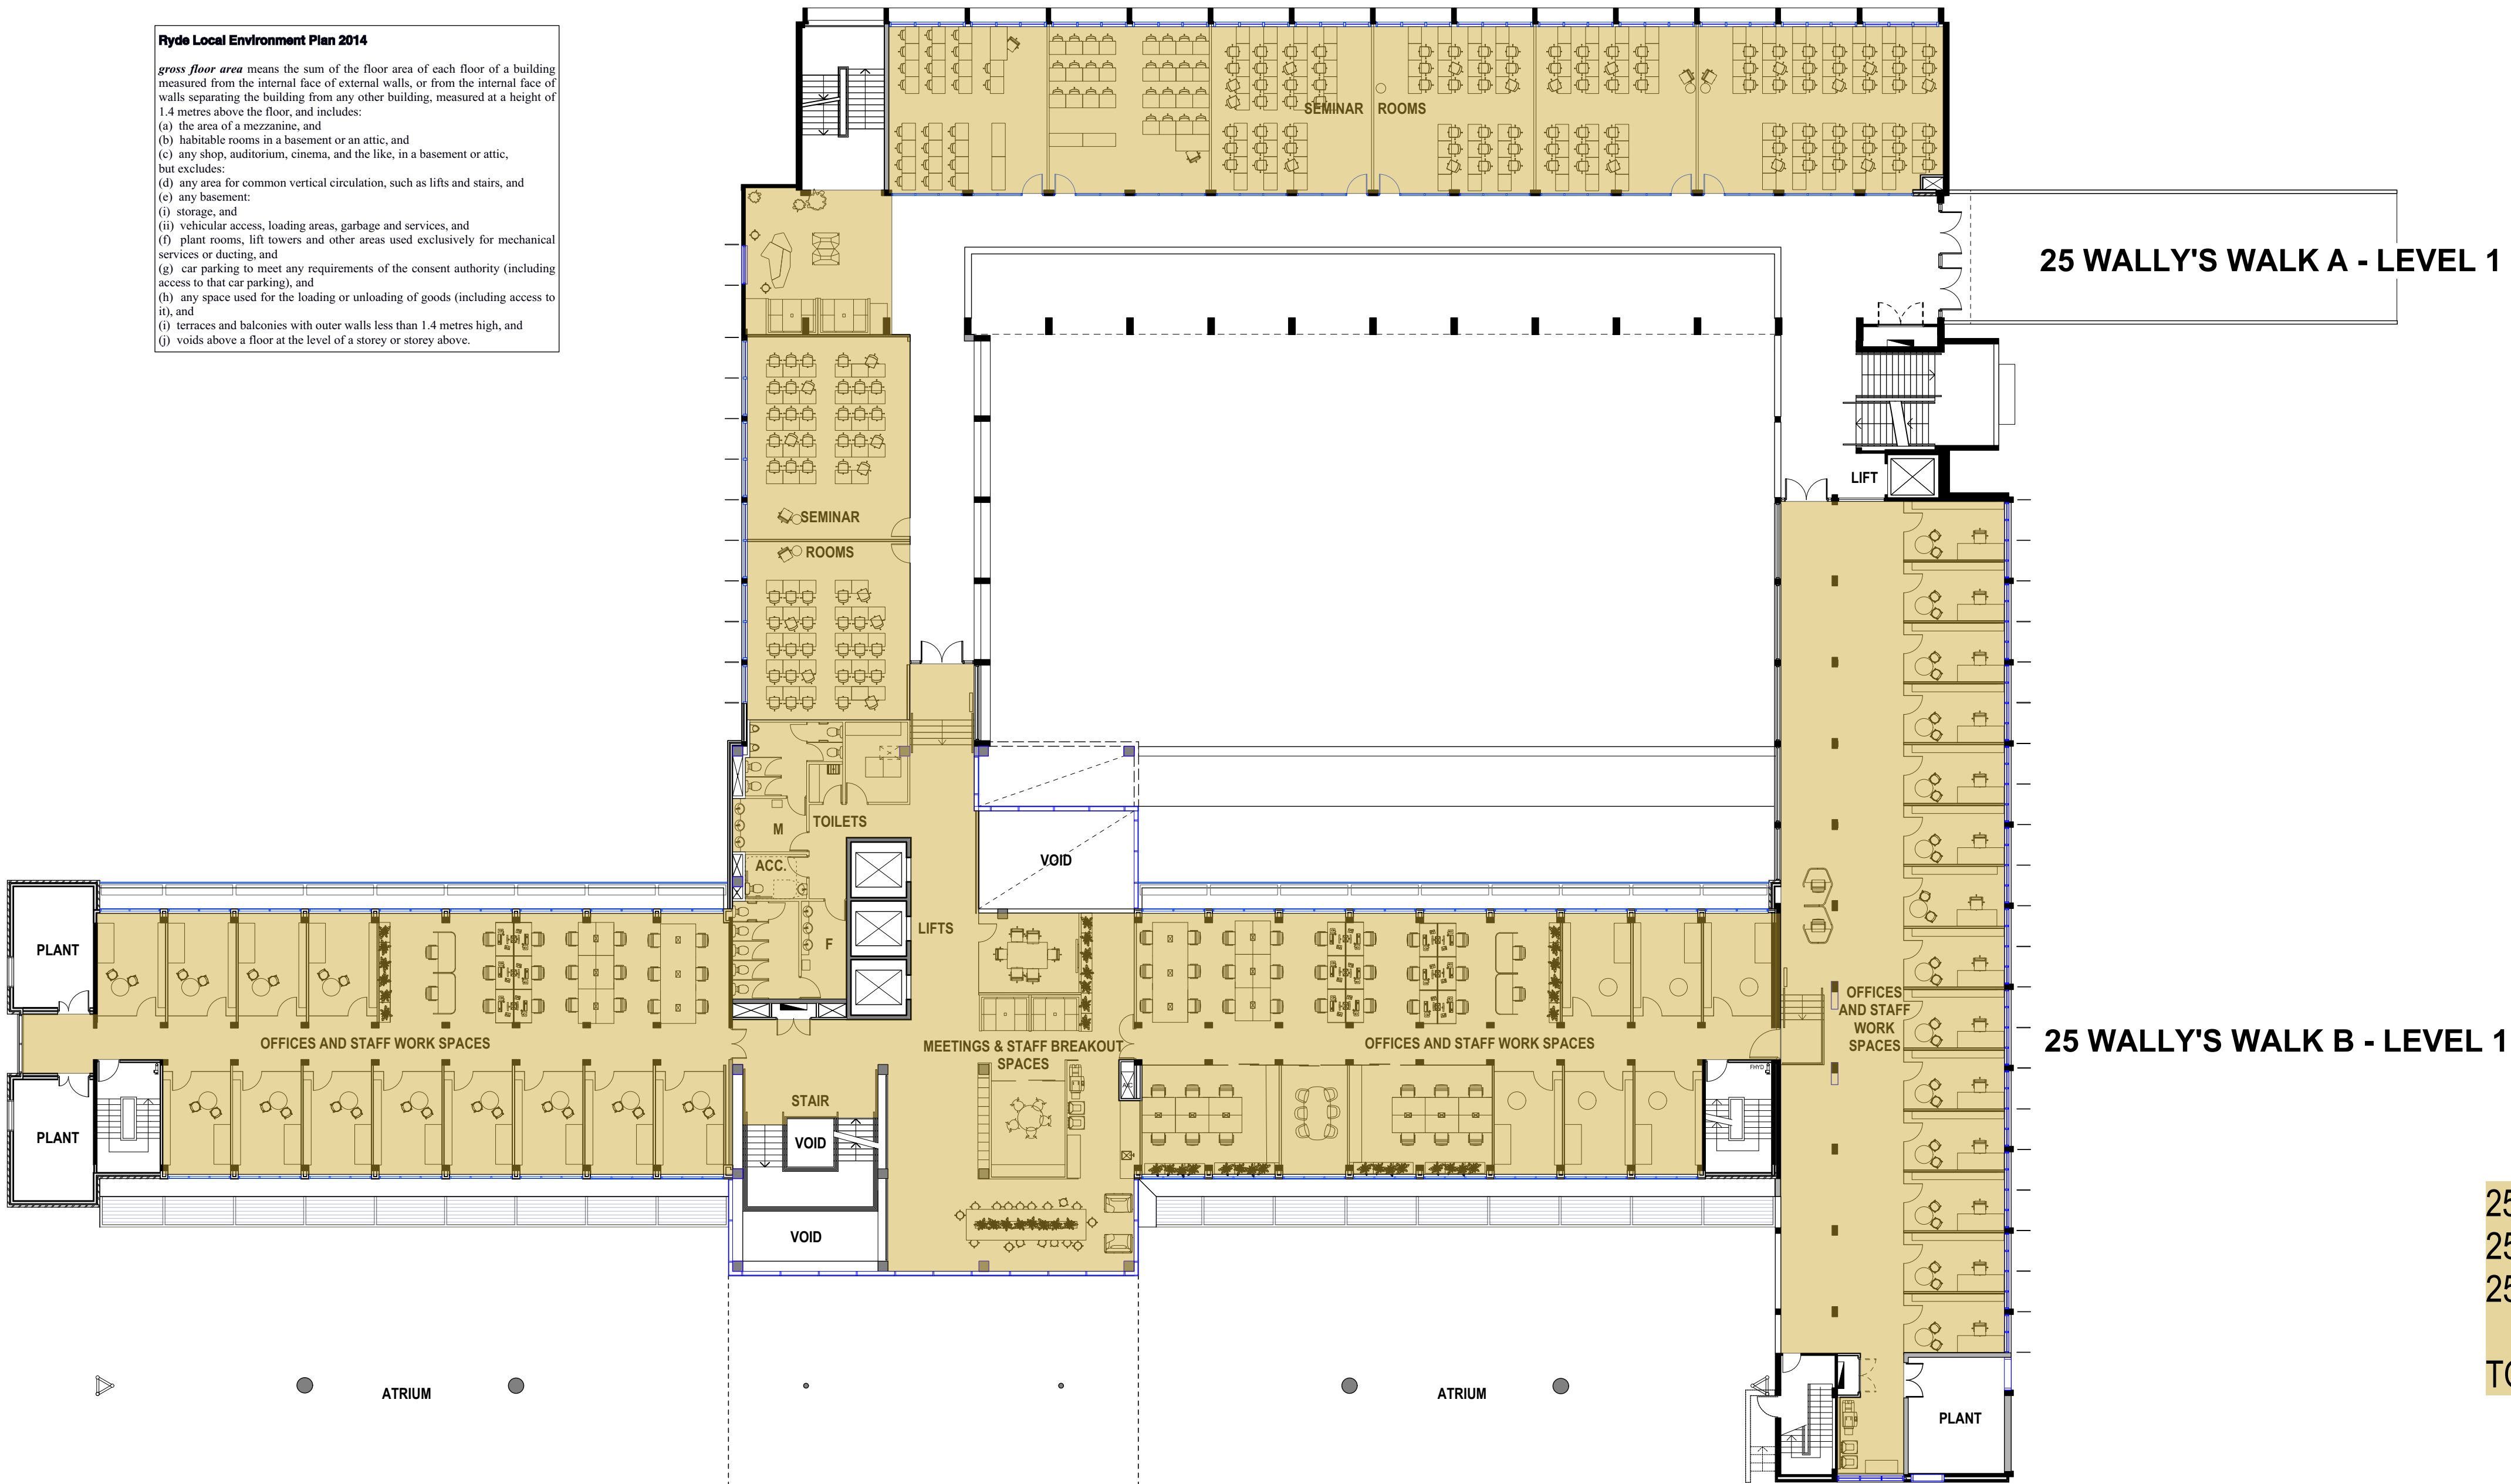 Ryde Local Environment Plan 2014
gross floor area means the sum of the floor area of each floor of a building
measured from the internal face of external walls, or from the internal face of
walls separating the building from any other building, measured at a height of
1.4 metres above the floor, and includes:
(a) the area of a mezzanine, and
(b) habitable rooms in a basement or an attic, and
(c) any shop, auditorium, cinema, and the like, in a basement or attic,
but excludes:
(d) any area for common vertical circulation, such as lifts and stairs, and
(e) any basement:
(i) storage, and
(ii) vehicular access, loading areas, garbage and services, and
(f) plant rooms, lift towers and other areas used exclusively for mechanical
services or ducting, and
(g) car parking to meet any requirements of the consent authority (including
access to that car parking), and
(h) any space used for the loading or unloading of goods (including access to
it), and
(i) terraces and balconies with outer walls less than 1.4 metres high, and
(j) voids above a floor at the level of a storey or storey above.
SEMINAR ROOMS
25 WALLY'S WALK A - LEVEL 1
LIFT
SEMINAR
ROOMS
TOILETS
M
ACC.
F
LIFTS
VOID
PLANT
OFFICES AND STAFF WORK SPACES
PLANT
MEETINGS & STAFF BREAKOUT
SPACES
OFFICES AND STAFF WORK SPACES
OFFICES
AND STAFF
WORK
SPACES
25 WALLY'S WALK B - LEVEL 1
FHYD
A/C
STAIR
VOID
VOID
25
25
25
TO
ATRIUM
ATRIUM
PLANT